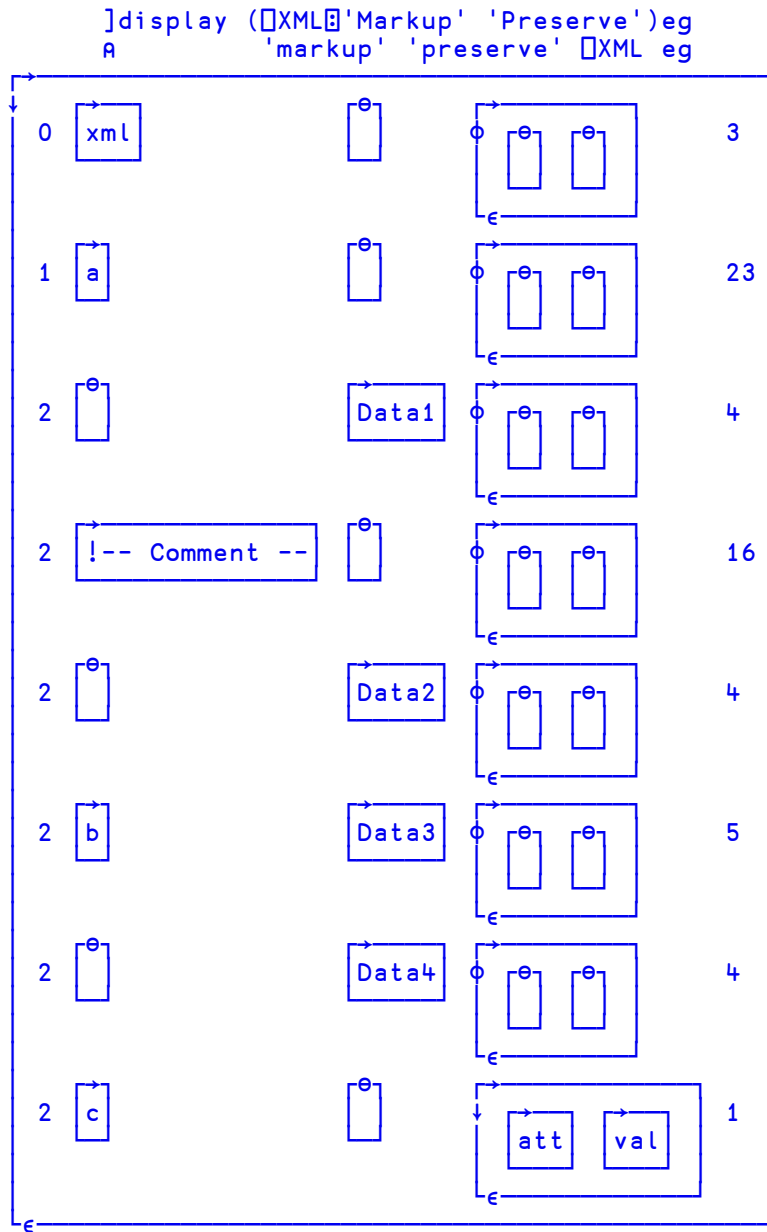 ]display (⎕XML⍠'Markup' 'Preserve')eg
⍝ 'markup' 'preserve' ⎕XML eg
0 xml 3
1 a 23
2 Data1 4
2 !-- Comment -- 16
2 Data2 4
2 b Data3 5
2 Data4 4
2 c att val 1